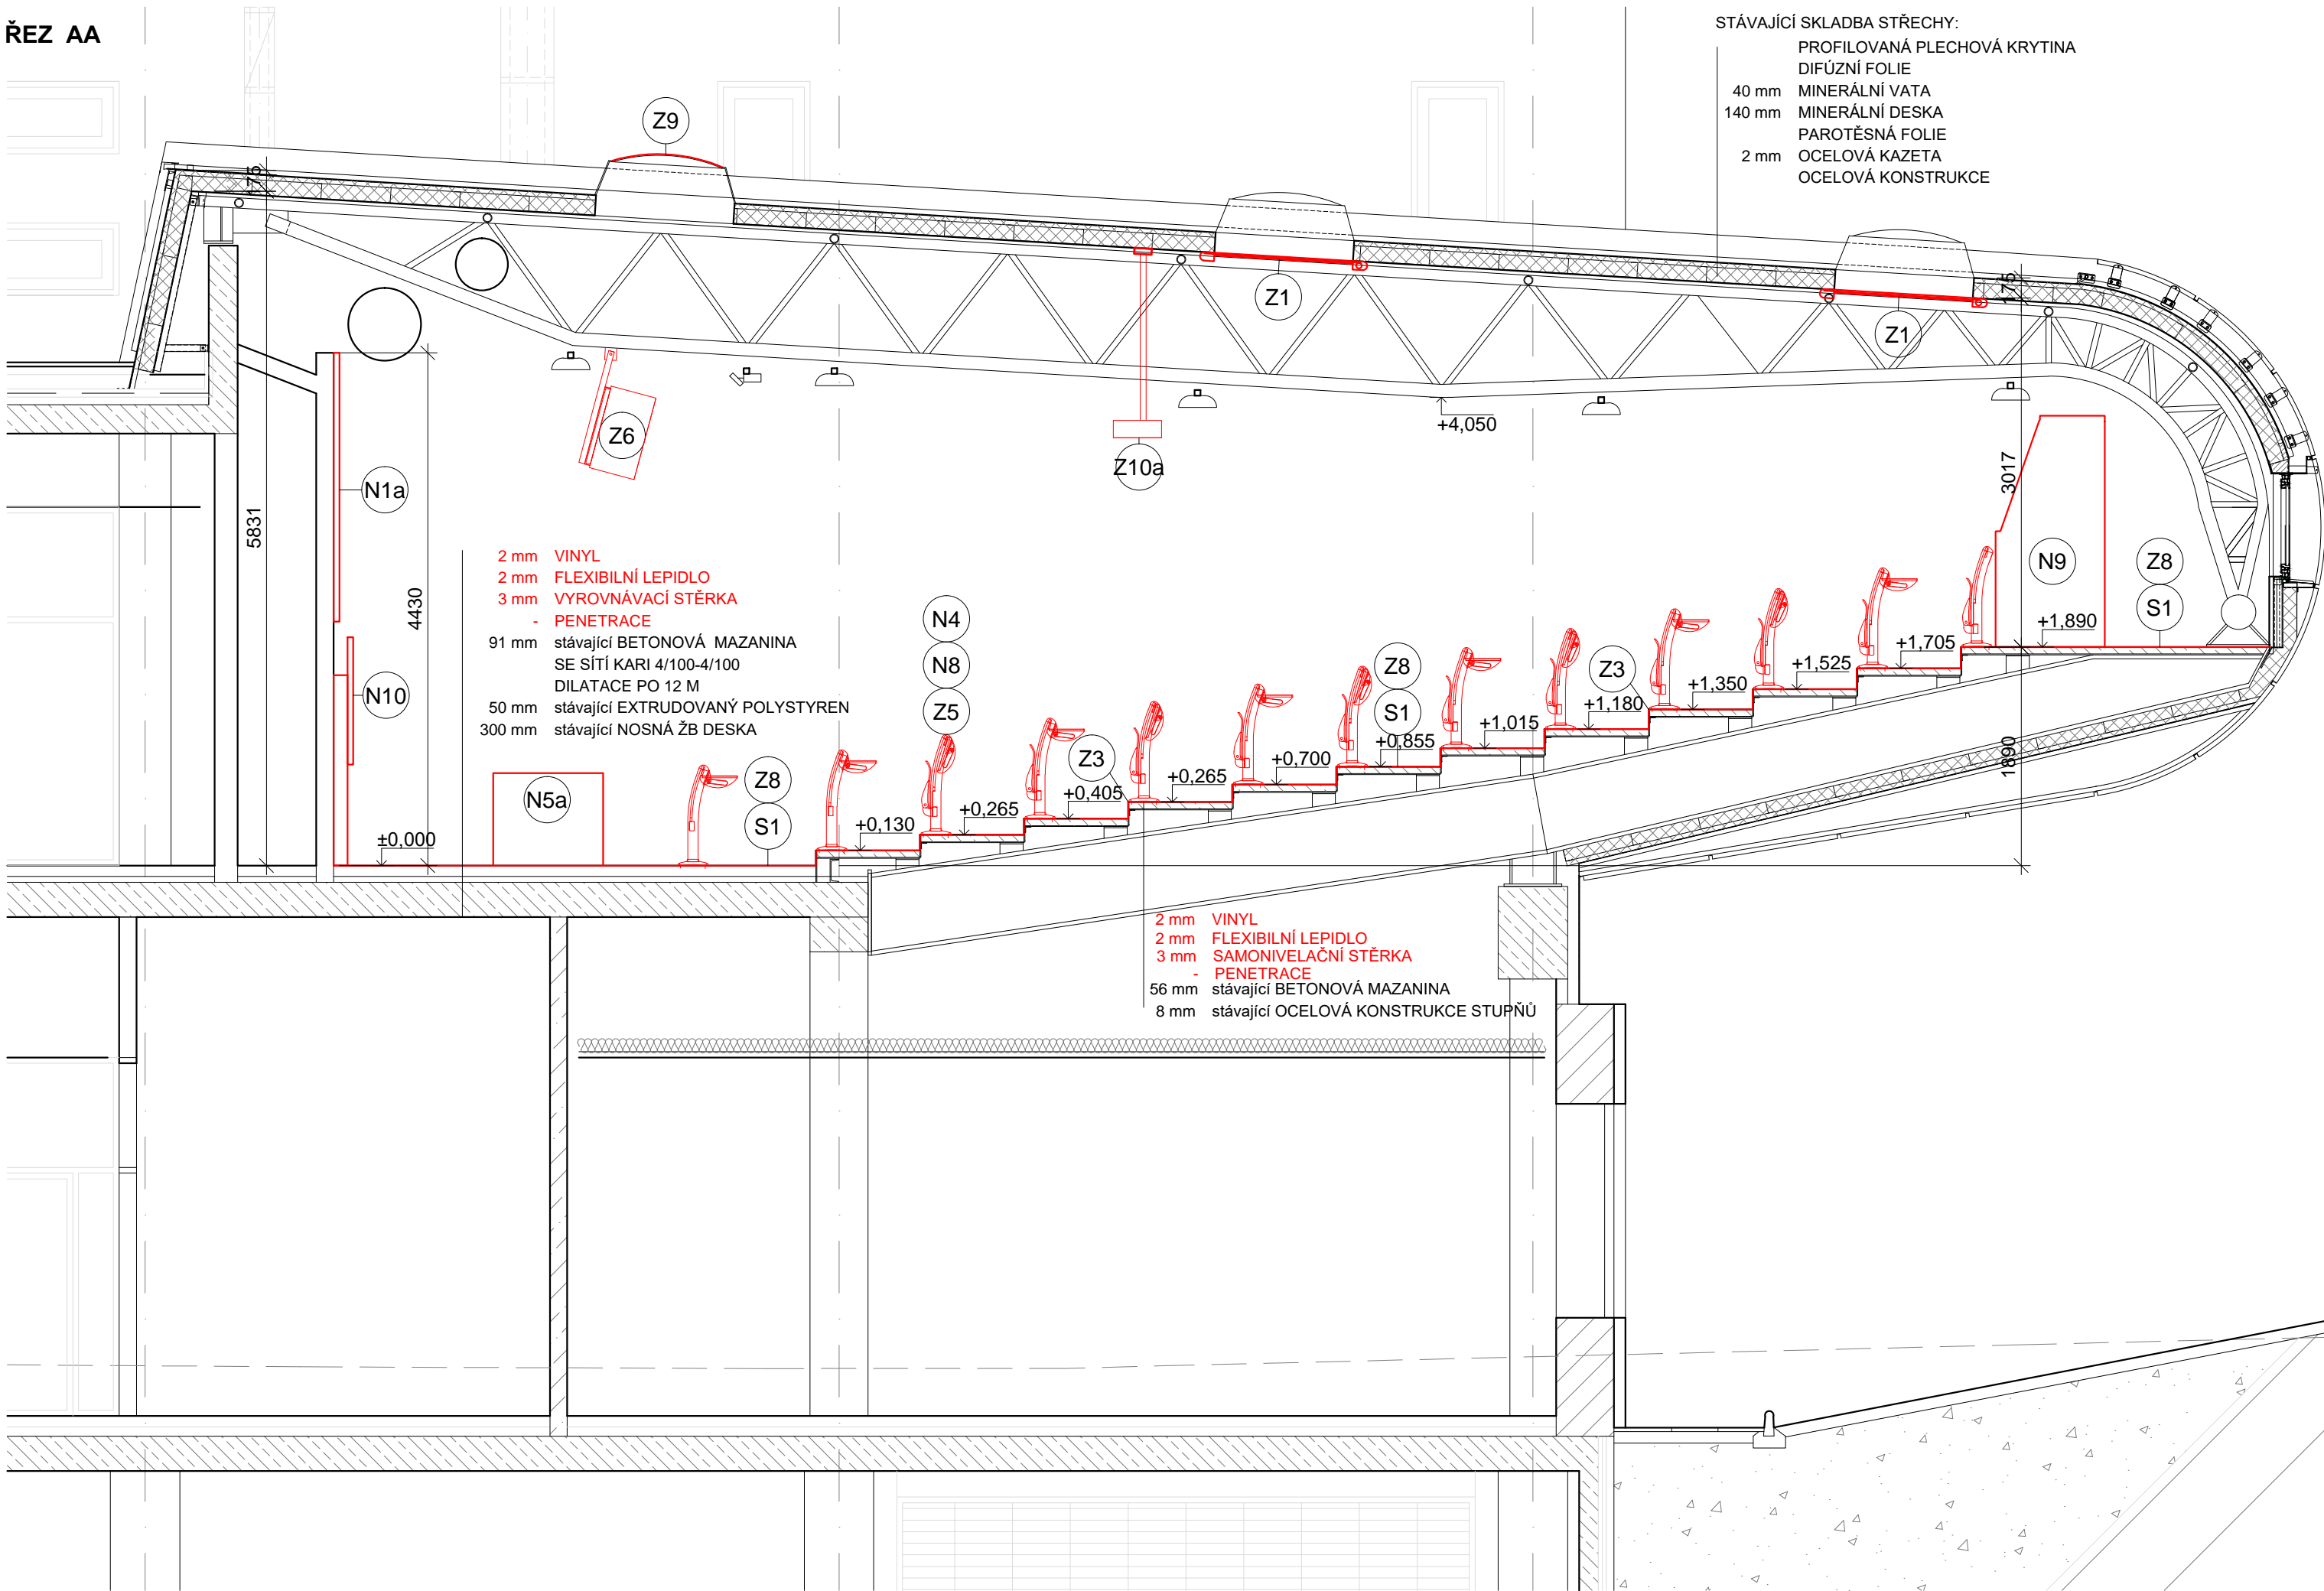 ŘEZ AA
STÁVAJÍCÍ SKLADBA STŘECHY:
PROFILOVANÁ PLECHOVÁ KRYTINA
DIFÚZNÍ FOLIE
40 mm MINERÁLNÍ VATA
140 mm MINERÁLNÍ DESKA
PAROTĚSNÁ FOLIE
2 mm OCELOVÁ KAZETA
OCELOVÁ KONSTRUKCE
Z9
175
Z1
175
Z1
+4,050
Z6
Z10a
N1a
5831
4430
3017
N9
Z8
S1
2 mm VINYL
2 mm FLEXIBILNÍ LEPIDLO
3 mm VYROVNÁVACÍ STĚRKA
- PENETRACE
91 mm stávající BETONOVÁ MAZANINA
SE SÍTÍ KARI 4/100-4/100
DILATACE PO 12 M
50 mm stávající EXTRUDOVANÝ POLYSTYREN
300 mm stávající NOSNÁ ŽB DESKA
N10
N4
N8
Z5
Z8
S1
Z3
Z3
+1,890
+1,705
+1,525
+1,350
+1,180
+1,015
+0,855
+0,700
+0,265
+0,405
+0,265
+0,130
±0,000
N5a
Z8
S1
1890
2 mm VINYL
2 mm FLEXIBILNÍ LEPIDLO
3 mm SAMONIVELAČNÍ STĚRKA
- PENETRACE
56 mm stávající BETONOVÁ MAZANINA
8 mm stávající OCELOVÁ KONSTRUKCE STUPŇŮ